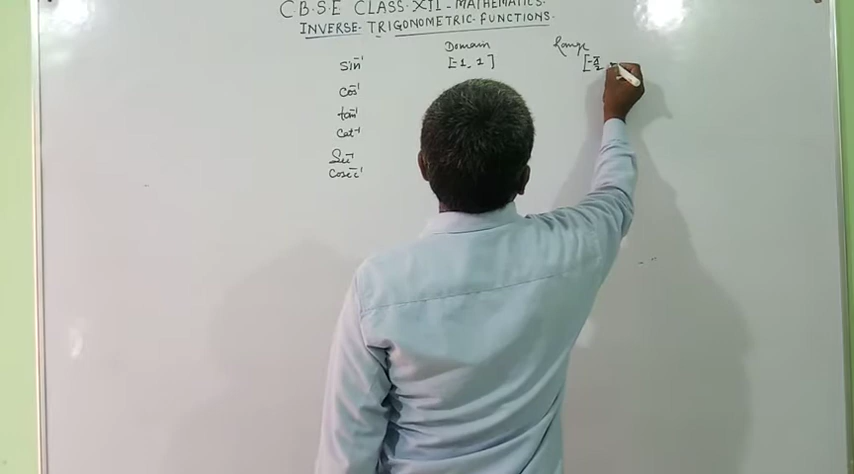 C.B.S.E CLASS.XII - MATHEMATICS.
INVERSE. TRIGONOMETRIC. FUNCTIONS.
Domain Range
sin⁻¹ [-1, 1] [-π/2,
cos⁻¹
tan⁻¹
cot⁻¹
Sec⁻¹
cosec⁻¹